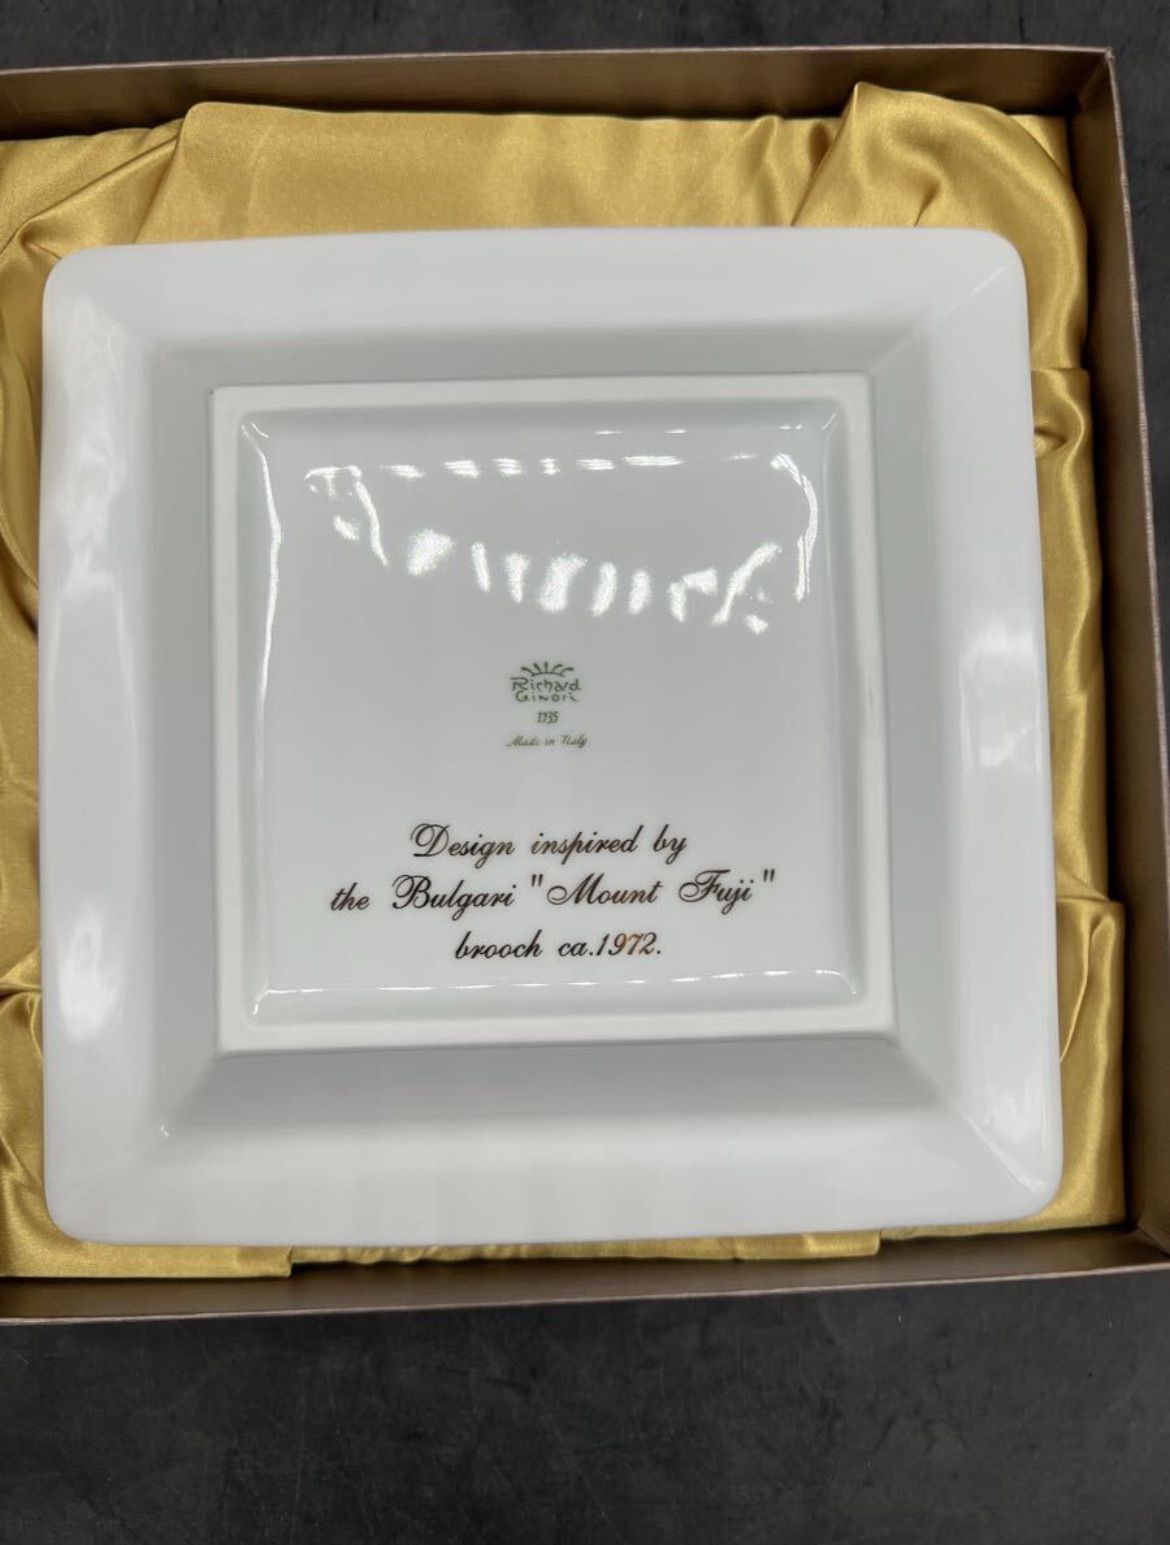 Richard
Ginori
1735
Made in Italy
Design inspired by
the Bulgari "Mount Fuji"
brooch ca.1972.